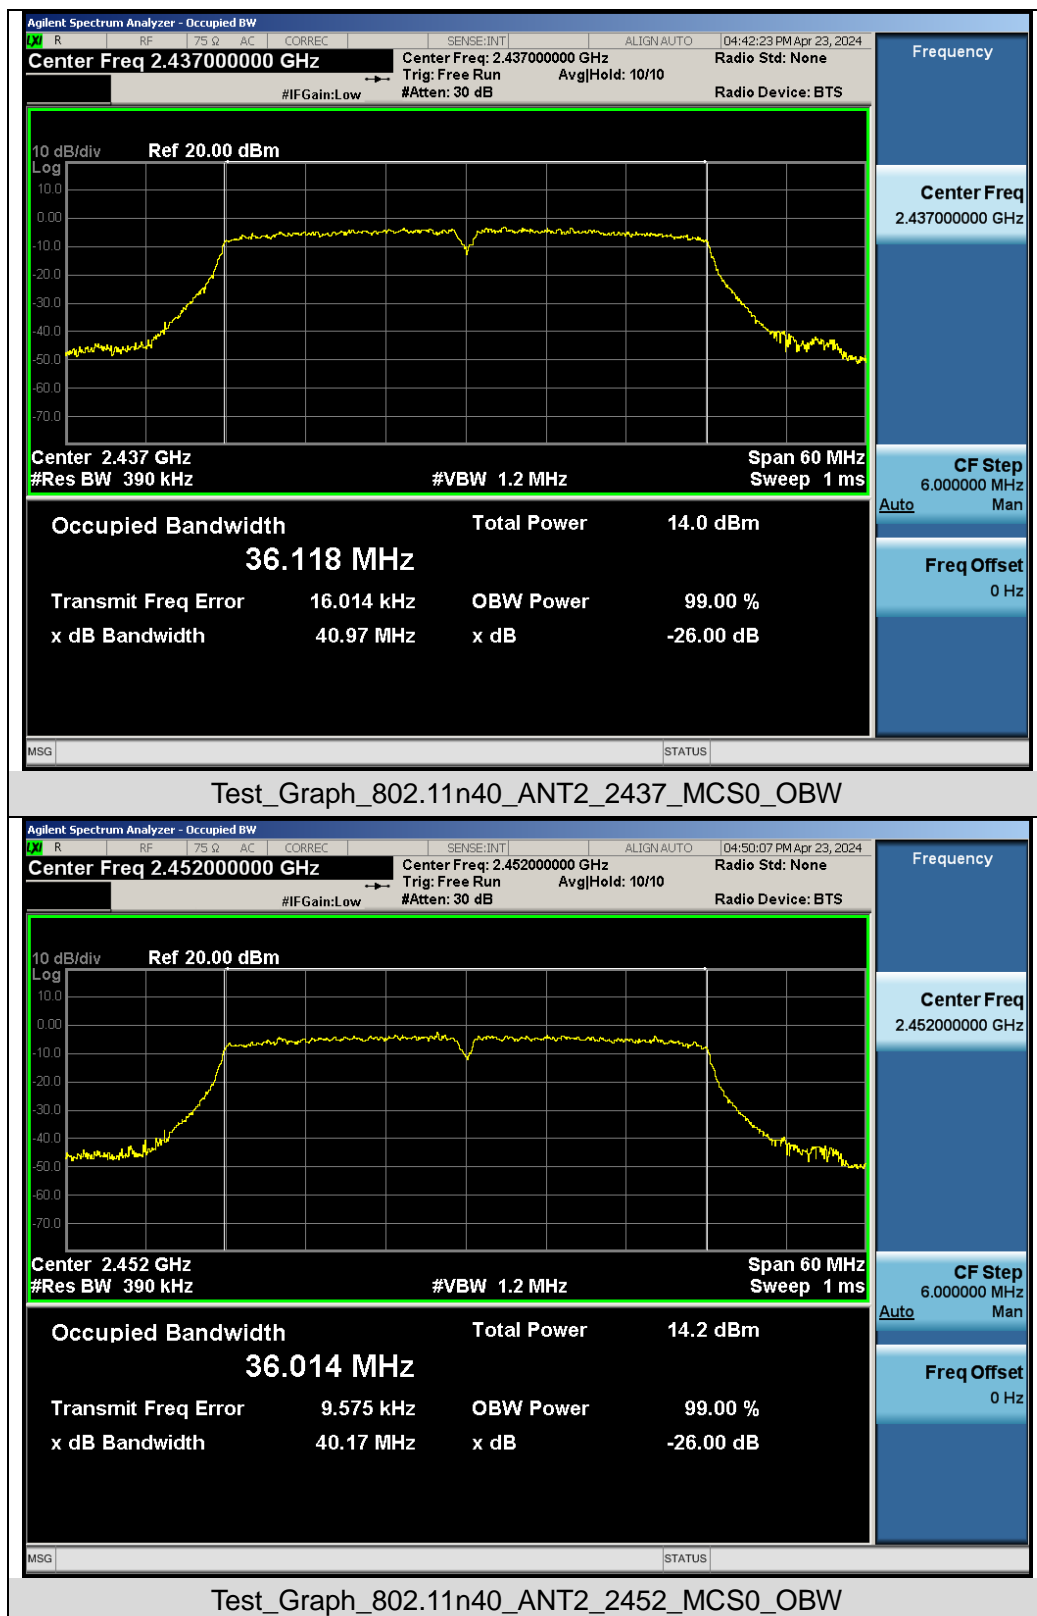 Agilent Spectrum Analyzer - Occupied BW
LXI R RF 75 Ω AC CORREC SENSE:INT ALIGN AUTO 04:42:23 PM Apr 23, 2024
Center Freq 2.437000000 GHz Center Freq: 2.437000000 GHz Radio Std: None
Trig: Free Run Avg|Hold: 10/10
#IFGain:Low #Atten: 30 dB Radio Device: BTS
Frequency
10 dB/div Ref 20.00 dBm
Log
10.0
0.00
-10.0
-20.0
-30.0
-40.0
-50.0
-60.0
-70.0
Center 2.437 GHz Span 60 MHz
#Res BW 390 kHz #VBW 1.2 MHz Sweep 1 ms
Center Freq
2.437000000 GHz
CF Step
6.000000 MHz
Auto Man
Freq Offset
0 Hz
Occupied Bandwidth Total Power 14.0 dBm
36.118 MHz
Transmit Freq Error 16.014 kHz OBW Power 99.00 %
x dB Bandwidth 40.97 MHz x dB -26.00 dB
MSG STATUS
Test_Graph_802.11n40_ANT2_2437_MCS0_OBW
Agilent Spectrum Analyzer - Occupied BW
LXI R RF 75 Ω AC CORREC SENSE:INT ALIGN AUTO 04:50:07 PM Apr 23, 2024
Center Freq 2.452000000 GHz Center Freq: 2.452000000 GHz Radio Std: None
Trig: Free Run Avg|Hold: 10/10
#IFGain:Low #Atten: 30 dB Radio Device: BTS
Frequency
10 dB/div Ref 20.00 dBm
Log
10.0
0.00
-10.0
-20.0
-30.0
-40.0
-50.0
-60.0
-70.0
Center 2.452 GHz Span 60 MHz
#Res BW 390 kHz #VBW 1.2 MHz Sweep 1 ms
Center Freq
2.452000000 GHz
CF Step
6.000000 MHz
Auto Man
Freq Offset
0 Hz
Occupied Bandwidth Total Power 14.2 dBm
36.014 MHz
Transmit Freq Error 9.575 kHz OBW Power 99.00 %
x dB Bandwidth 40.17 MHz x dB -26.00 dB
MSG STATUS
Test_Graph_802.11n40_ANT2_2452_MCS0_OBW